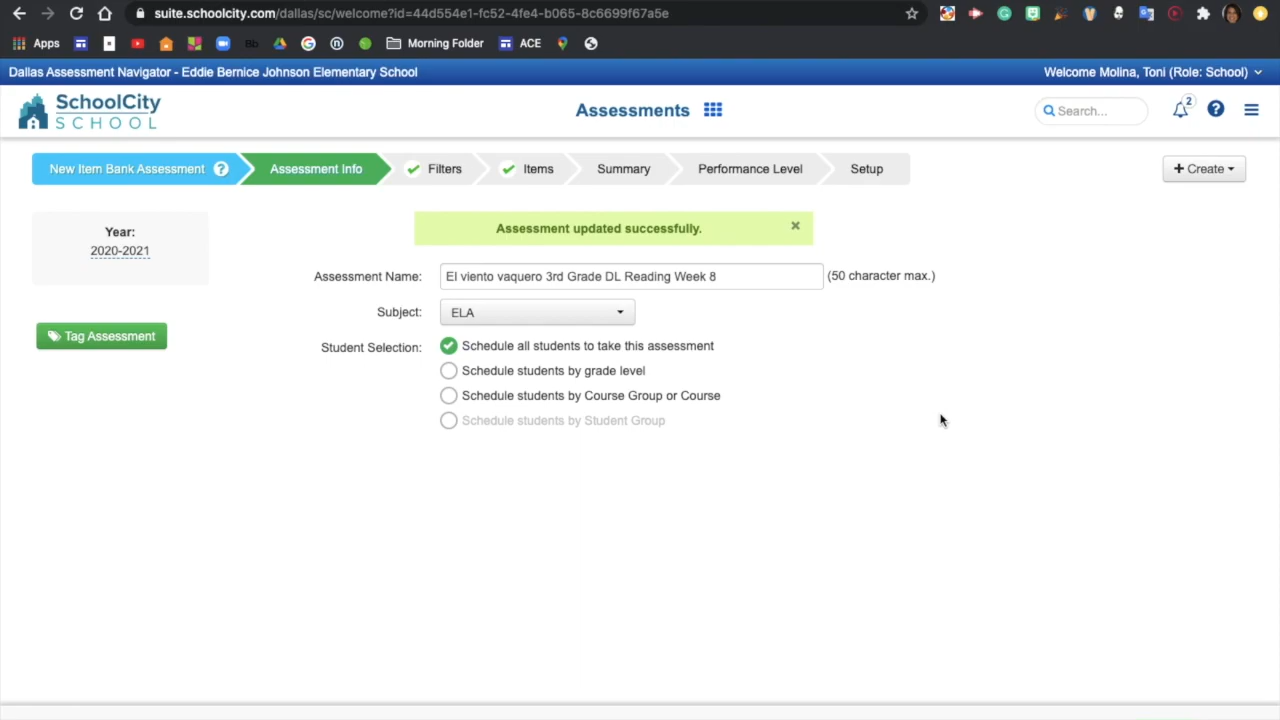 suite.schoolcity.com/dallas/sc/welcome?id=44d554e1-fc52-4fe4-b065-8c6699f67a5e
Apps
Bb
Morning Folder
ACE
Dallas Assessment Navigator - Eddie Bernice Johnson Elementary School
Welcome Molina, Toni (Role: School)
SchoolCity
SCHOOL
Assessments
Search...
2
?
New Item Bank Assessment ?
Assessment Info
Filters
Items
Summary
Performance Level
Setup
+ Create
Year:
2020-2021
Assessment updated successfully.
×
Assessment Name: El viento vaquero 3rd Grade DL Reading Week 8 (50 character max.)
Subject: ELA
Tag Assessment
Student Selection: Schedule all students to take this assessment
Schedule students by grade level
Schedule students by Course Group or Course
Schedule students by Student Group